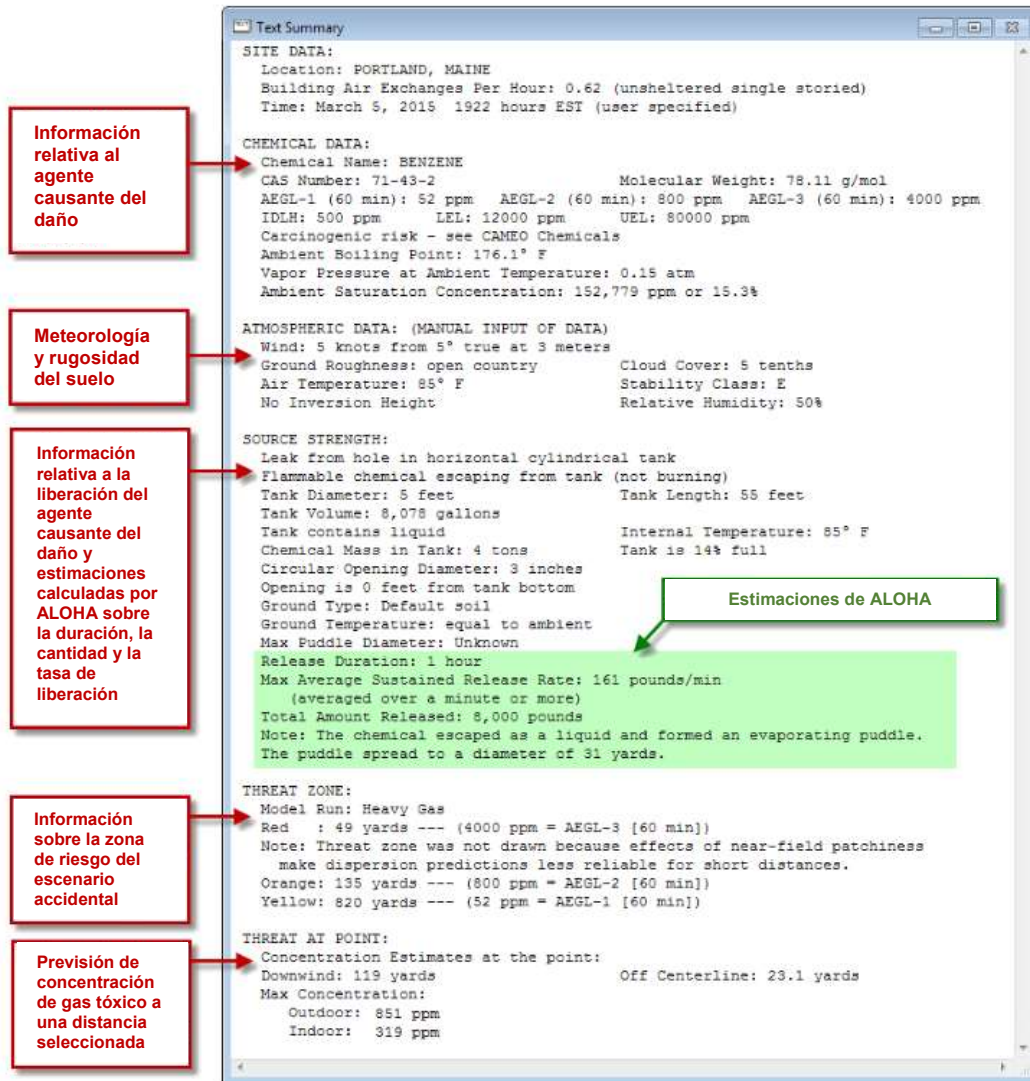 Text Summary
SITE DATA:
Location: PORTLAND, MAINE
Building Air Exchanges Per Hour: 0.62 (unsheltered single storied)
Time: March 5, 2015 1922 hours EST (user specified)
Información
relativa al
agente
causante del
daño
CHEMICAL DATA:
Chemical Name: BENZENE
CAS Number: 71-43-2 Molecular Weight: 78.11 g/mol
AEGL-1 (60 min): 52 ppm AEGL-2 (60 min): 800 ppm AEGL-3 (60 min): 4000 ppm
IDLH: 500 ppm LEL: 12000 ppm UEL: 80000 ppm
Carcinogenic risk - see CAMEO Chemicals
Ambient Boiling Point: 176.1° F
Vapor Pressure at Ambient Temperature: 0.15 atm
Ambient Saturation Concentration: 152,779 ppm or 15.3%
Meteorología
y rugosidad
del suelo
ATMOSPHERIC DATA: (MANUAL INPUT OF DATA)
Wind: 5 knots from 5° true at 3 meters
Ground Roughness: open country Cloud Cover: 5 tenths
Air Temperature: 85° F Stability Class: E
No Inversion Height Relative Humidity: 50%
Información
relativa a la
liberación del
agente
causante del
daño y
estimaciones
calculadas por
ALOHA sobre
la duración, la
cantidad y la
tasa de
liberación
SOURCE STRENGTH:
Leak from hole in horizontal cylindrical tank
Flammable chemical escaping from tank (not burning)
Tank Diameter: 5 feet Tank Length: 55 feet
Tank Volume: 8,078 gallons
Tank contains liquid Internal Temperature: 85° F
Chemical Mass in Tank: 4 tons Tank is 14% full
Circular Opening Diameter: 3 inches
Opening is 0 feet from tank bottom
Ground Type: Default soil
Ground Temperature: equal to ambient
Max Puddle Diameter: Unknown
Estimaciones de ALOHA
Release Duration: 1 hour
Max Average Sustained Release Rate: 161 pounds/min
(averaged over a minute or more)
Total Amount Released: 8,000 pounds
Note: The chemical escaped as a liquid and formed an evaporating puddle.
The puddle spread to a diameter of 31 yards.
Información
sobre la zona
de riesgo del
escenario
accidental
THREAT ZONE:
Model Run: Heavy Gas
Red : 49 yards --- (4000 ppm = AEGL-3 [60 min])
Note: Threat zone was not drawn because effects of near-field patchiness
make dispersion predictions less reliable for short distances.
Orange: 135 yards --- (800 ppm = AEGL-2 [60 min])
Yellow: 820 yards --- (52 ppm = AEGL-1 [60 min])
Previsión de
concentración
de gas tóxico a
una distancia
seleccionada
THREAT AT POINT:
Concentration Estimates at the point:
Downwind: 119 yards Off Centerline: 23.1 yards
Max Concentration:
Outdoor: 851 ppm
Indoor: 319 ppm